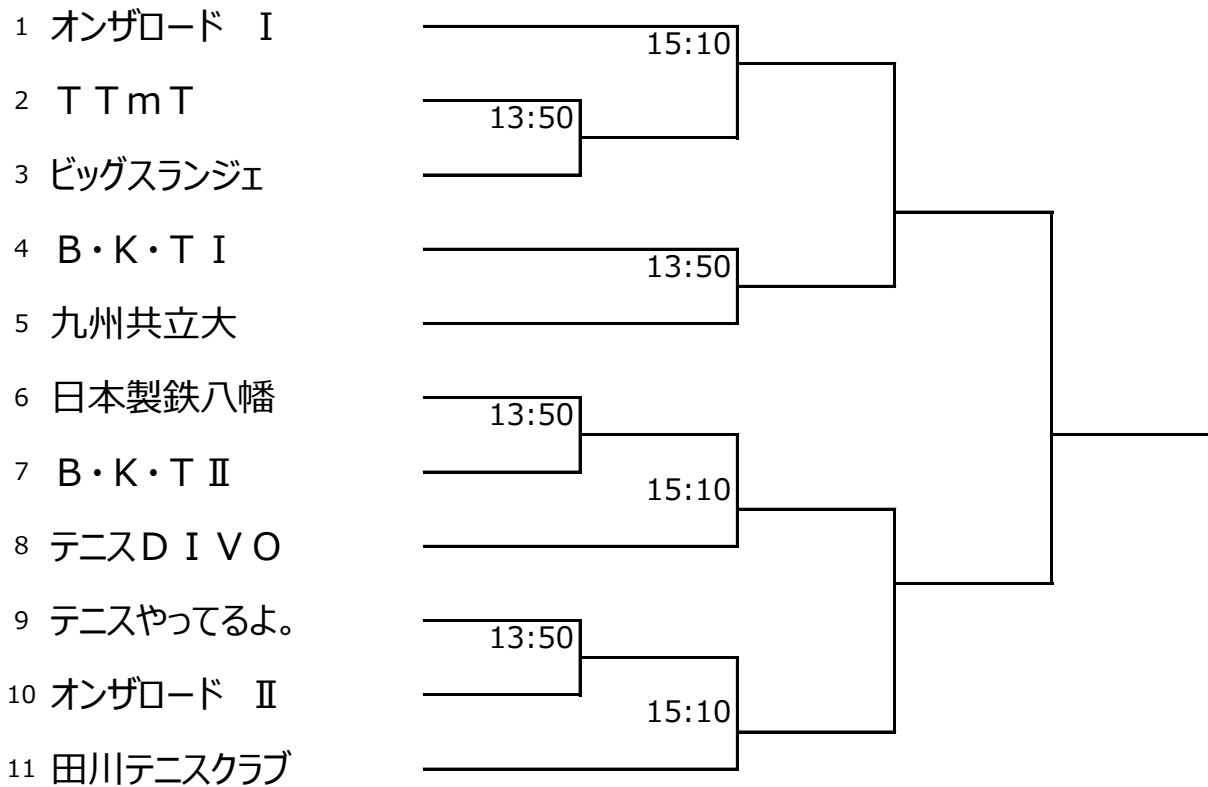 1 オンザロード Ⅰ
15:10
2 ＴＴｍＴ
13:50
3 ビッグスランジェ
4 Ｂ・Ｋ・Ｔ Ⅰ
13:50
5 九州共立大
6 日本製鉄八幡
13:50
7 Ｂ・Ｋ・Ｔ Ⅱ
15:10
8 テニスＤＩＶＯ
9 テニスやってるよ。
13:50
10 オンザロード Ⅱ
15:10
11 田川テニスクラブ